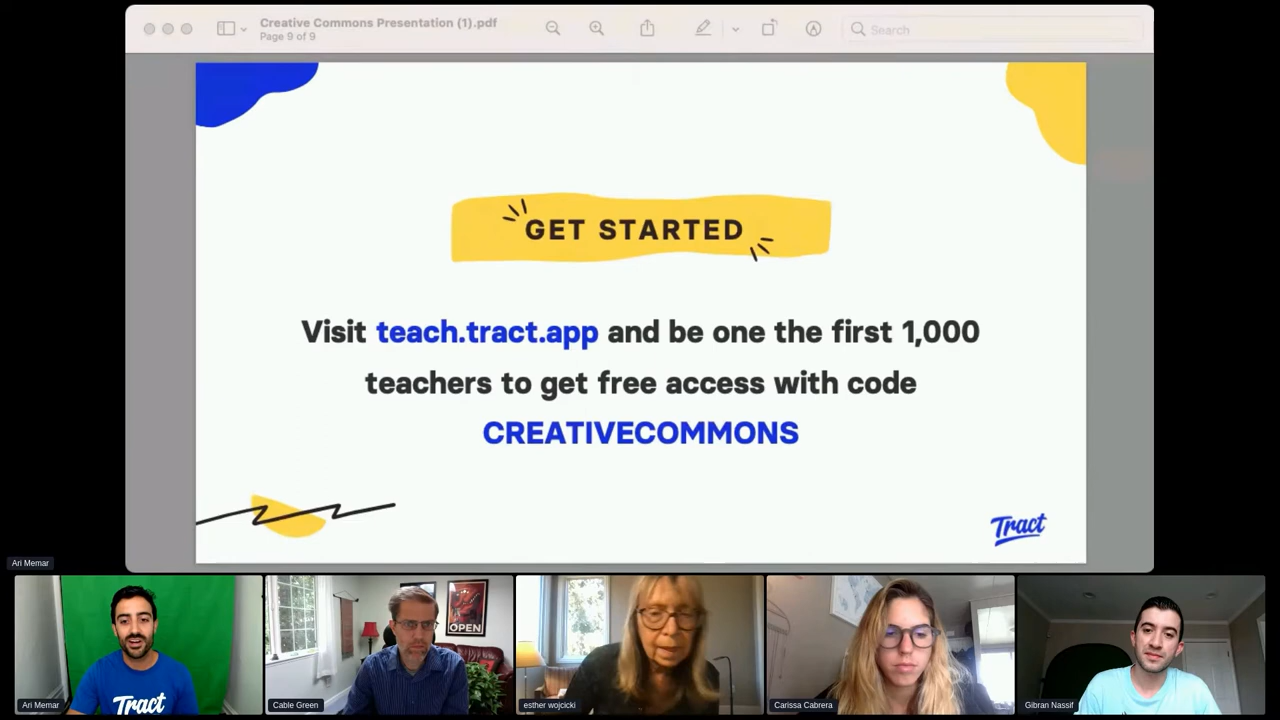 Creative Commons Presentation (1).pdf
Page 9 of 9
Search
GET STARTED
Visit teach.tract.app and be one the first 1,000
teachers to get free access with code
CREATIVECOMMONS
Tract
Ari Memar
Tract
OPEN
Ari Memar
Cable Green
esther wojcicki
Carissa Cabrera
Gibran Nassif